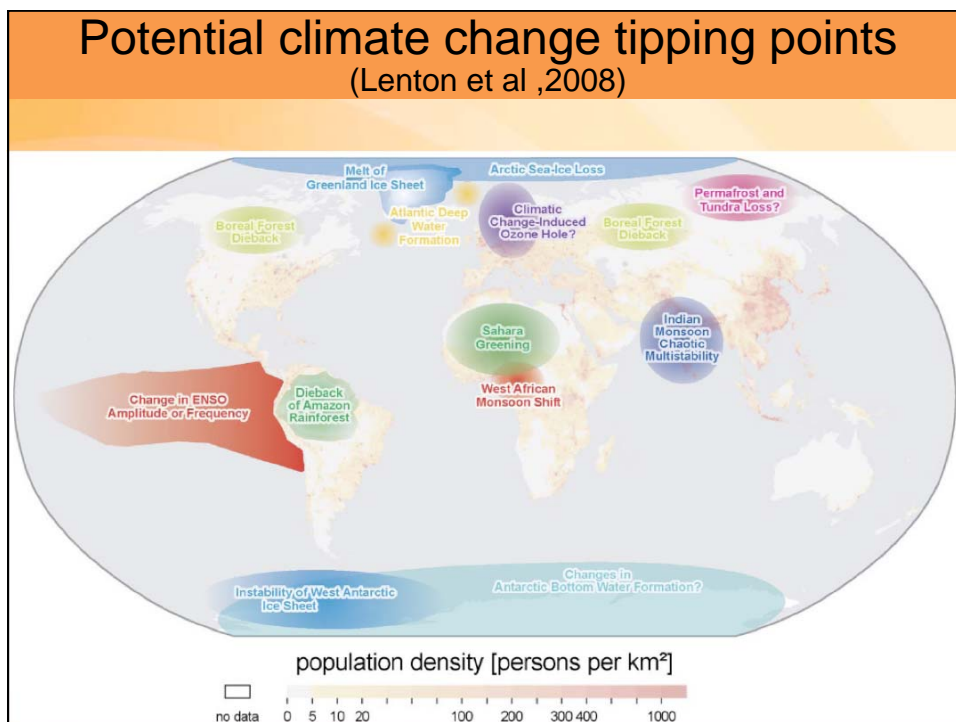 Potential climate change tipping points
(Lenton et al ,2008)
Melt of
Greenland Ice Sheet
Arctic Sea-Ice Loss
Atlantic Deep
Water
Formation
Boreal Forest
Dieback
Climatic
Change-Induced
Ozone Hole?
Boreal Forest
Dieback
Permafrost and
Tundra Loss?
Sahara
Greening
Indian
Monsoon
Chaotic
Multistability
West African
Monsoon Shift
Change in ENSO
Amplitude or Frequency
Dieback
of Amazon
Rainforest
Instability of West Antarctic
Ice Sheet
Changes in
Antarctic Bottom Water Formation?
population density [persons per km²]
no data 0 5 10 20 100 200 300 400 1000